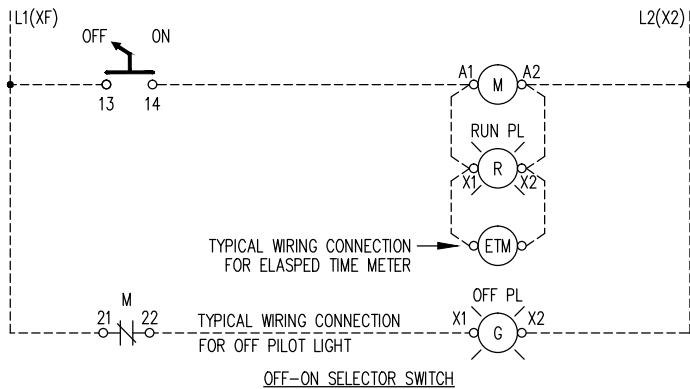 L1(XF)
L2(X2)
OFF ON
13 14
A1 M A2
RUN PL
X1 R X2
TYPICAL WIRING CONNECTION
FOR ELASPED TIME METER
ETM
M
21 22
TYPICAL WIRING CONNECTION
FOR OFF PILOT LIGHT
OFF PL
X1 G X2
OFF-ON SELECTOR SWITCH